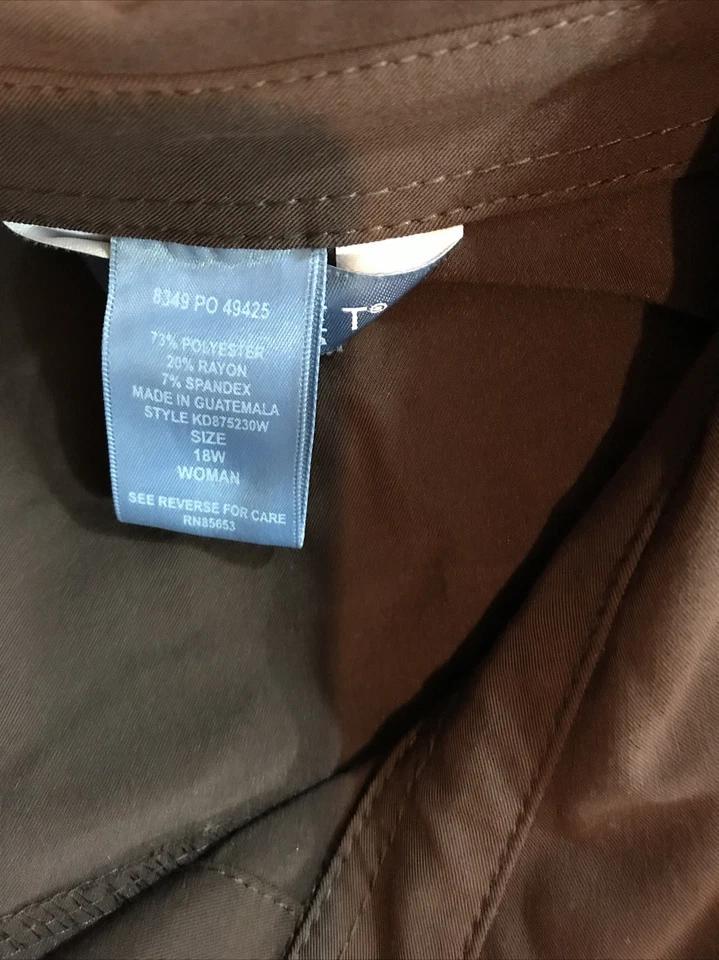 8349 PO 49425
73% POLYESTER
20% RAYON
7% SPANDEX
MADE IN GUATEMALA
STYLE KD875230W
SIZE
18W
WOMAN
SEE REVERSE FOR CARE
RN85653
T®